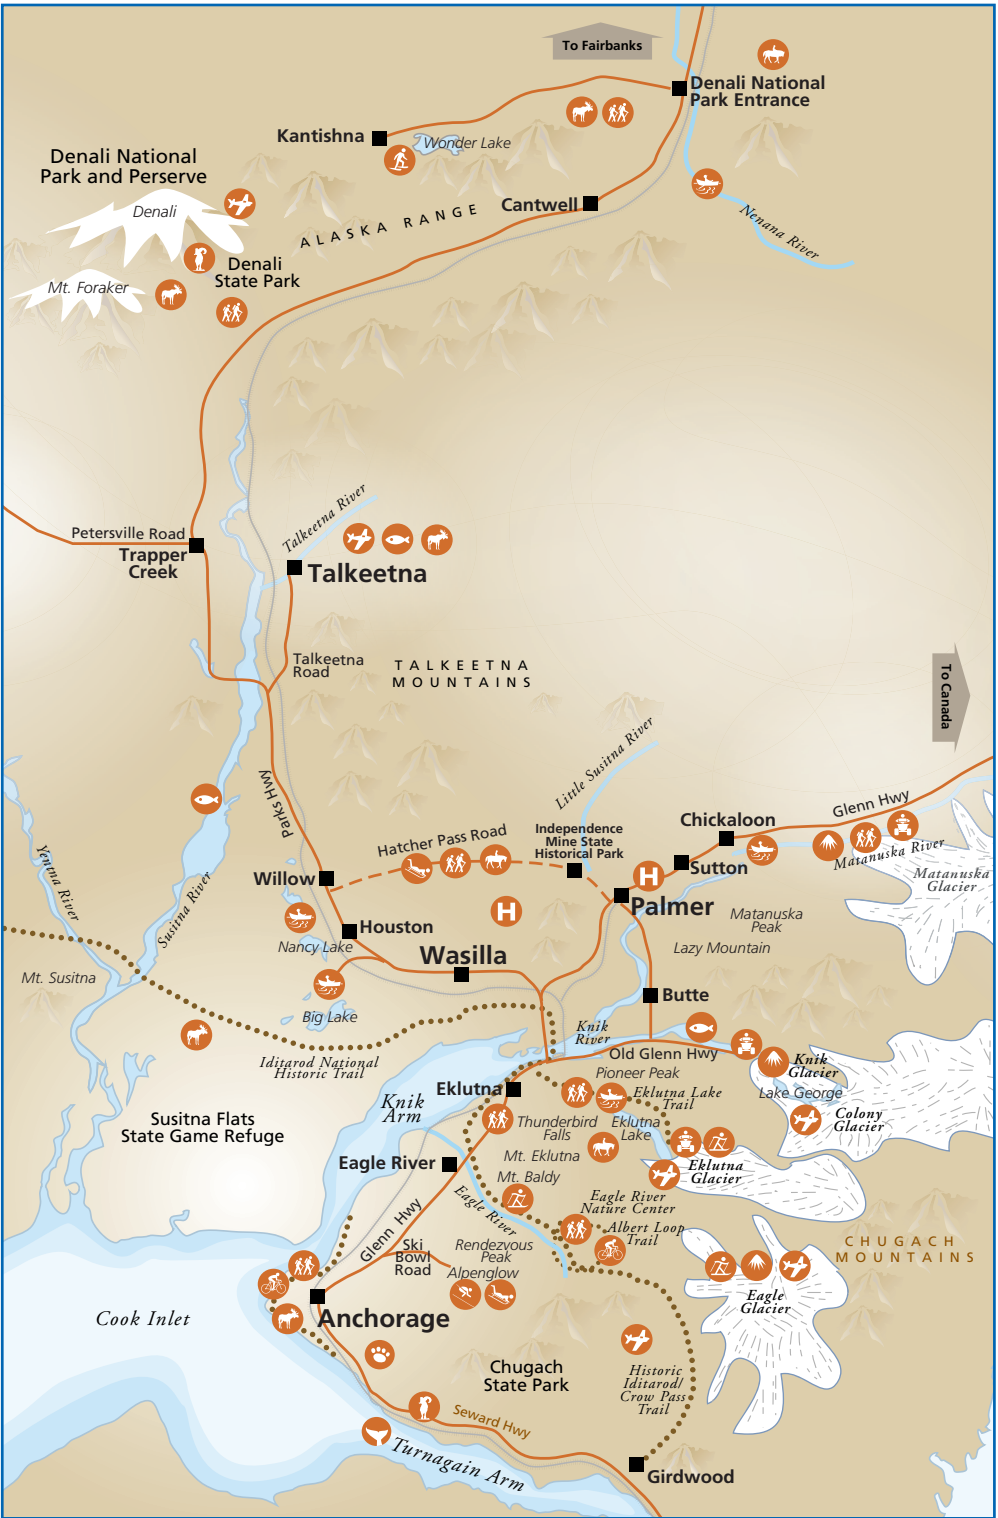 To Fairbanks
Denali National
Park Entrance
Kantishna
Wonder Lake
Denali National
Park and Perserve
Denali
Cantwell
ALASKA RANGE
Nenana River
Denali
State Park
Mt. Foraker
Talkeetna River
Petersville Road
Trapper
Creek
Talkeetna
Talkeetna
Road
TALKEETNA
MOUNTAINS
To Canada
Little Susitna River
Parks Hwy
Glenn Hwy
Chickaloon
Hatcher Pass Road
Independence
Mine State
Historical Park
Matanuska River
Sutton
Matanuska
Glacier
Yentna River
Willow
H
Palmer
H
Susitna River
Houston
Nancy Lake
Matanuska
Peak
Lazy Mountain
Wasilla
Mt. Susitna
Butte
Big Lake
Knik
River
Iditarod National
Historic Trail
Old Glenn Hwy
Knik
Glacier
Pioneer Peak
Lake George
Eklutna
Eklutna Lake
Trail
Knik
Arm
Colony
Glacier
Susitna Flats
State Game Refuge
Thunderbird
Falls
Eklutna
Lake
Mt. Eklutna
Eagle River
Eklutna
Glacier
Mt. Baldy
Eagle River
Eagle River
Nature Center
Albert Loop
Trail
Glenn Hwy
Ski
Bowl
Road
Rendezvous
Peak
Alpenglow
CHUGACH
MOUNTAINS
Eagle
Glacier
Cook Inlet
Anchorage
Chugach
State Park
Historic
Iditarod/
Crow Pass
Trail
Seward Hwy
Turnagain Arm
Girdwood